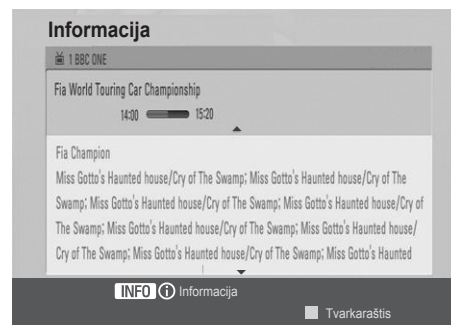 Informacija
1 BBC ONE
Fia World Touring Car Championship
14:00 15:20
Fia Champion
Miss Gotto's Haunted house/Cry of The Swamp; Miss Gotto's Haunted house/Cry of The
Swamp; Miss Gotto's Haunted house/Cry of The Swamp; Miss Gotto's Haunted house/Cry of
The Swamp; Miss Gotto's Haunted house/Cry of The Swamp; Miss Gotto's Haunted house/
Cry of The Swamp; Miss Gotto's Haunted house/Cry of The Swamp; Miss Gotto's Haunted
INFO i Informacija
Tvarkaraštis